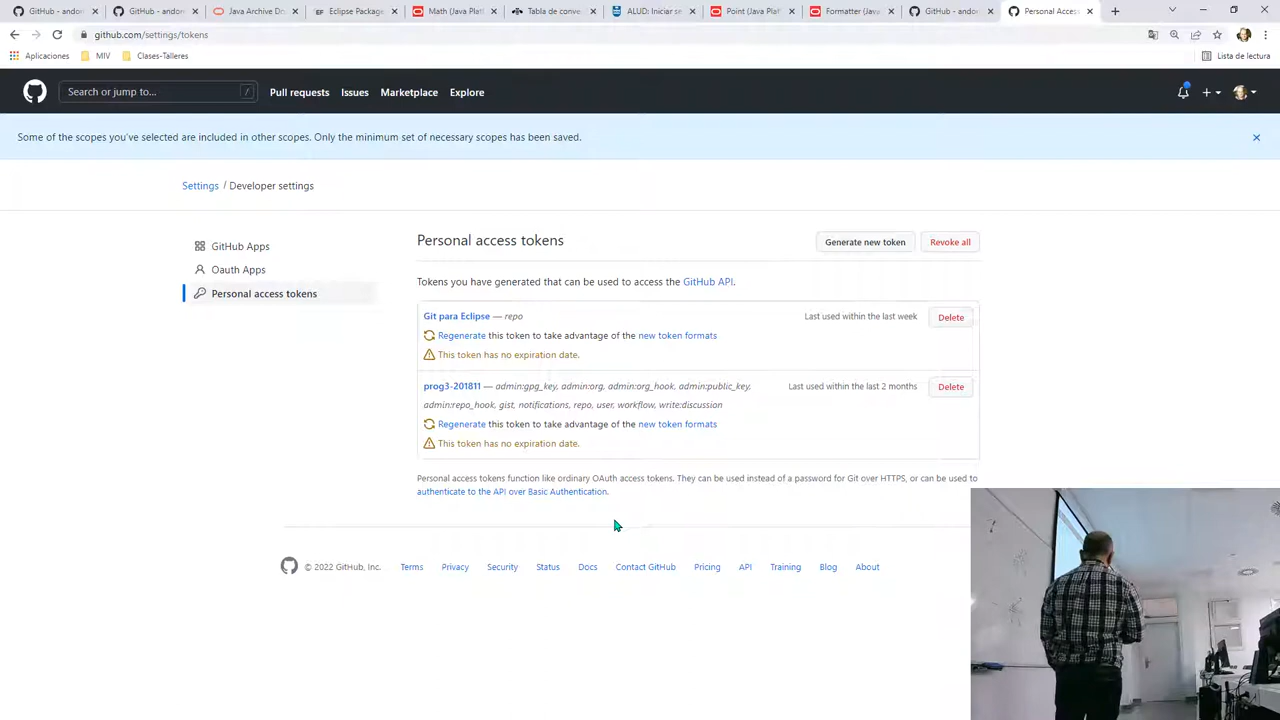 GitHub - andon
GitHub - andon
Java Archive Do
Eclipse Package
Math (Java Plat
Tabla de conve
ALUD: Iniciar se
Point (Java Plat
Formatter (Java
GitHub - andon
Personal Acces
github.com/settings/tokens
Aplicaciones
MIV
Clases-Talleres
Lista de lectura
Search or jump to...
/
Pull requests
Issues
Marketplace
Explore
Some of the scopes you've selected are included in other scopes. Only the minimum set of necessary scopes has been saved.
Settings / Developer settings
GitHub Apps
Oauth Apps
Personal access tokens
Personal access tokens
Generate new token
Revoke all
Tokens you have generated that can be used to access the GitHub API.
Git para Eclipse — repo
Last used within the last week
Delete
Regenerate this token to take advantage of the new token formats
This token has no expiration date.
prog3-201811 — admin:gpg_key, admin:org, admin:org_hook, admin:public_key,
admin:repo_hook, gist, notifications, repo, user, workflow, write:discussion
Last used within the last 2 months
Delete
Regenerate this token to take advantage of the new token formats
This token has no expiration date.
Personal access tokens function like ordinary OAuth access tokens. They can be used instead of a password for Git over HTTPS, or can be used to
authenticate to the API over Basic Authentication.
© 2022 GitHub, Inc.
Terms
Privacy
Security
Status
Docs
Contact GitHub
Pricing
API
Training
Blog
About